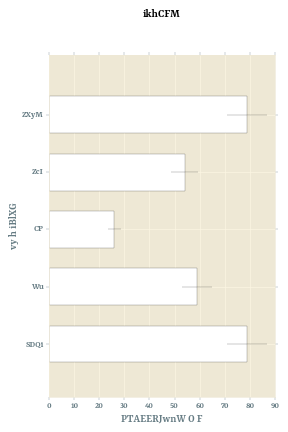 ikhCFM
vy h iBlXG
ZXyM
ZcI
CP
Wu
SDQi
0 10 20 30 40 50 60 70 80 90
PTAEERJwnW O F